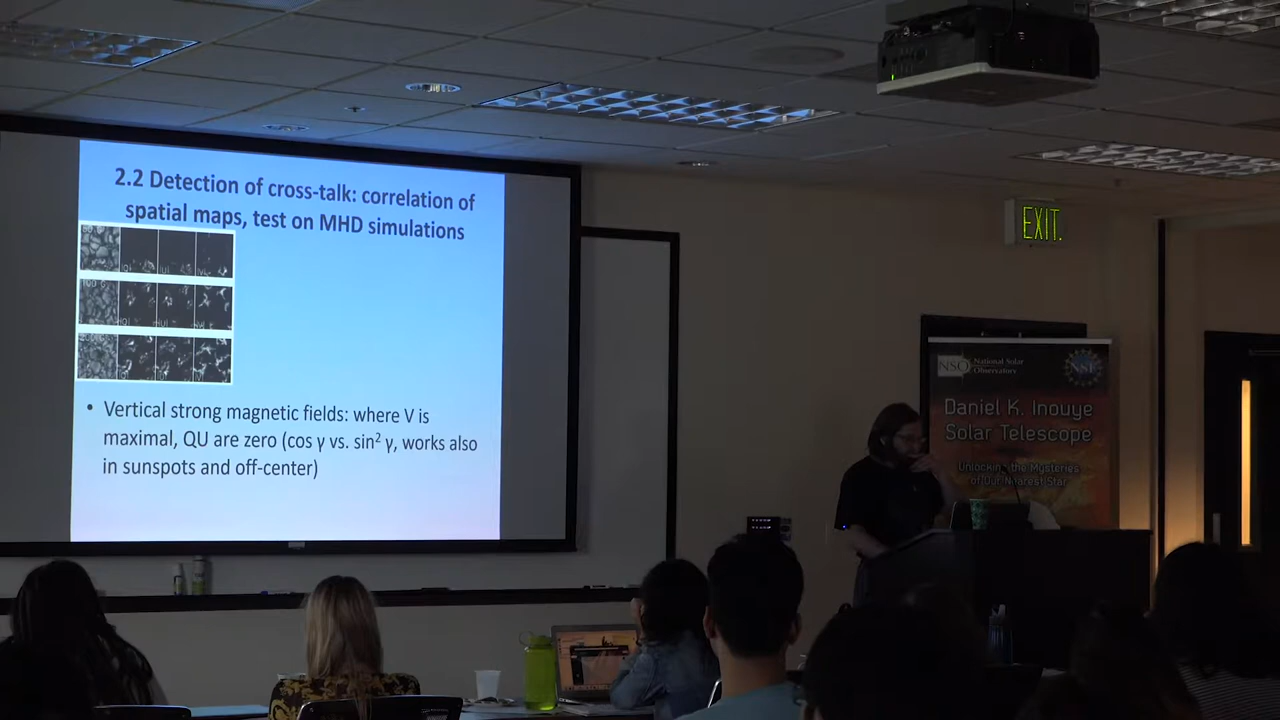 2.2 Detection of cross-talk: correlation of
spatial maps, test on MHD simulations
• Vertical strong magnetic fields: where V is
maximal, QU are zero (cos γ vs. sin² γ, works also
in sunspots and off-center)
EXIT
NSO
National Solar
Observatory
NSF
Daniel K. Inouye
Solar Telescope
Unlocking the Mysteries
of Our Nearest Star